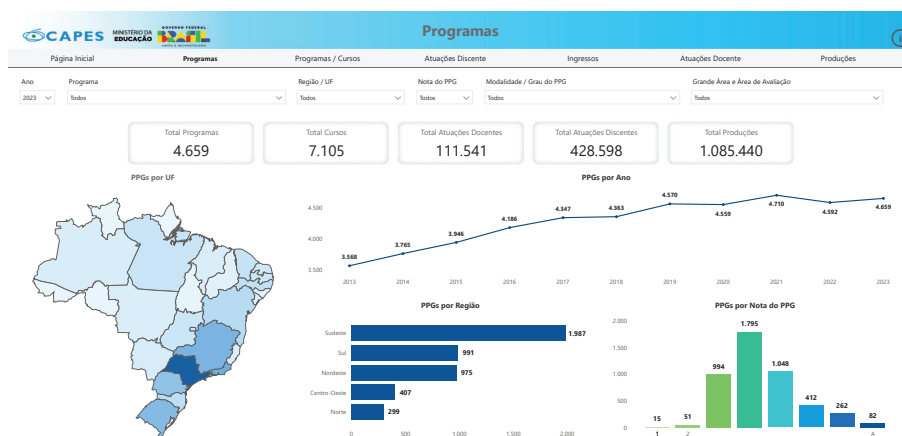 CAPES MINISTÉRIO DA EDUCAÇÃO GOVERNO FEDERAL BRASIL UNIÃO E RECONSTRUÇÃO
Programas
Página Inicial Programas Programas / Cursos Atuações Discente Ingressos Atuações Docente Produções
Ano Programa Região / UF Nota do PPG Modalidade / Grau do PPG Grande Área e Área de Avaliação
2023 Todos Todos Todos Todos Todos
Total Programas Total Cursos Total Atuações Docentes Total Atuações Discentes Total Produções
4.659 7.105 111.541 428.598 1.085.440
PPGs por UF
PPGs por Ano
4.500
4.000
3.500
3.568 3.765 3.946 4.186 4.347 4.363 4.570 4.559 4.710 4.592 4.659
2013 2014 2015 2016 2017 2018 2019 2020 2021 2022 2023
PPGs por Região
Sudeste 1.987
Sul 991
Nordeste 975
Centro-Oeste 407
Norte 299
0 500 1.000 1.500 2.000
PPGs por Nota do PPG
2.000
1.500
1.000
500
0
15 51 994 1.795 1.048 412 262 82
1 2 A